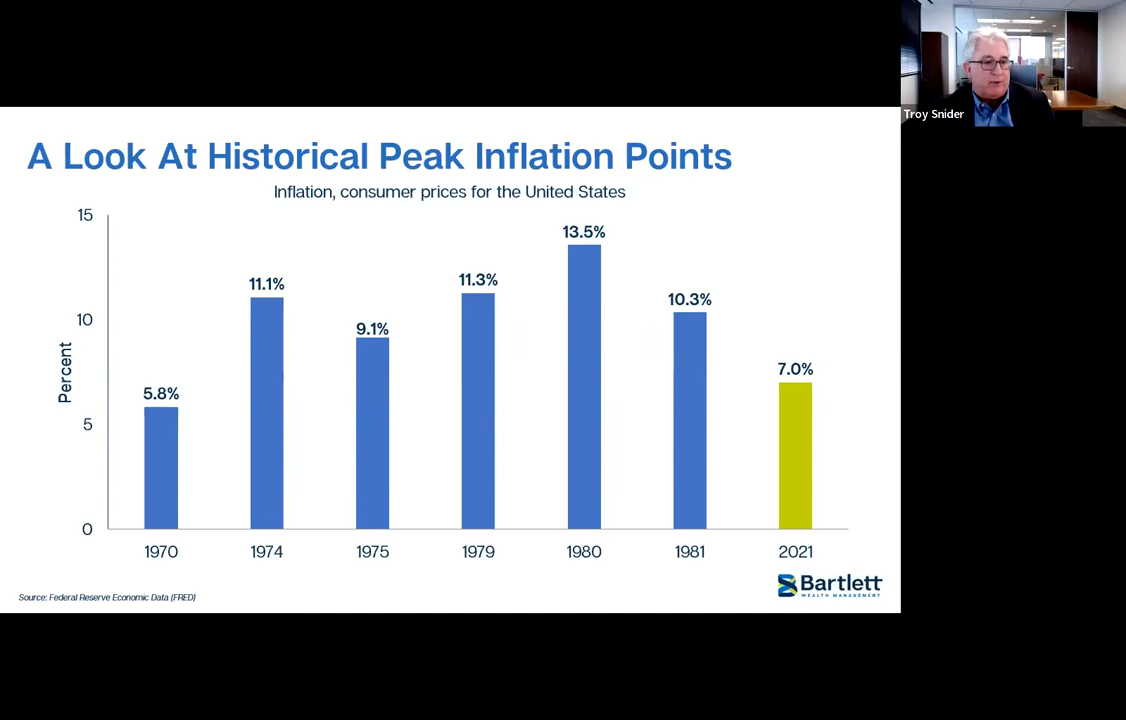 Troy Snider
A Look At Historical Peak Inflation Points
Inflation, consumer prices for the United States
15
10
5
0
Percent
5.8%
11.1%
9.1%
11.3%
13.5%
10.3%
7.0%
1970
1974
1975
1979
1980
1981
2021
Source: Federal Reserve Economic Data (FRED)
Bartlett
WEALTH MANAGEMENT